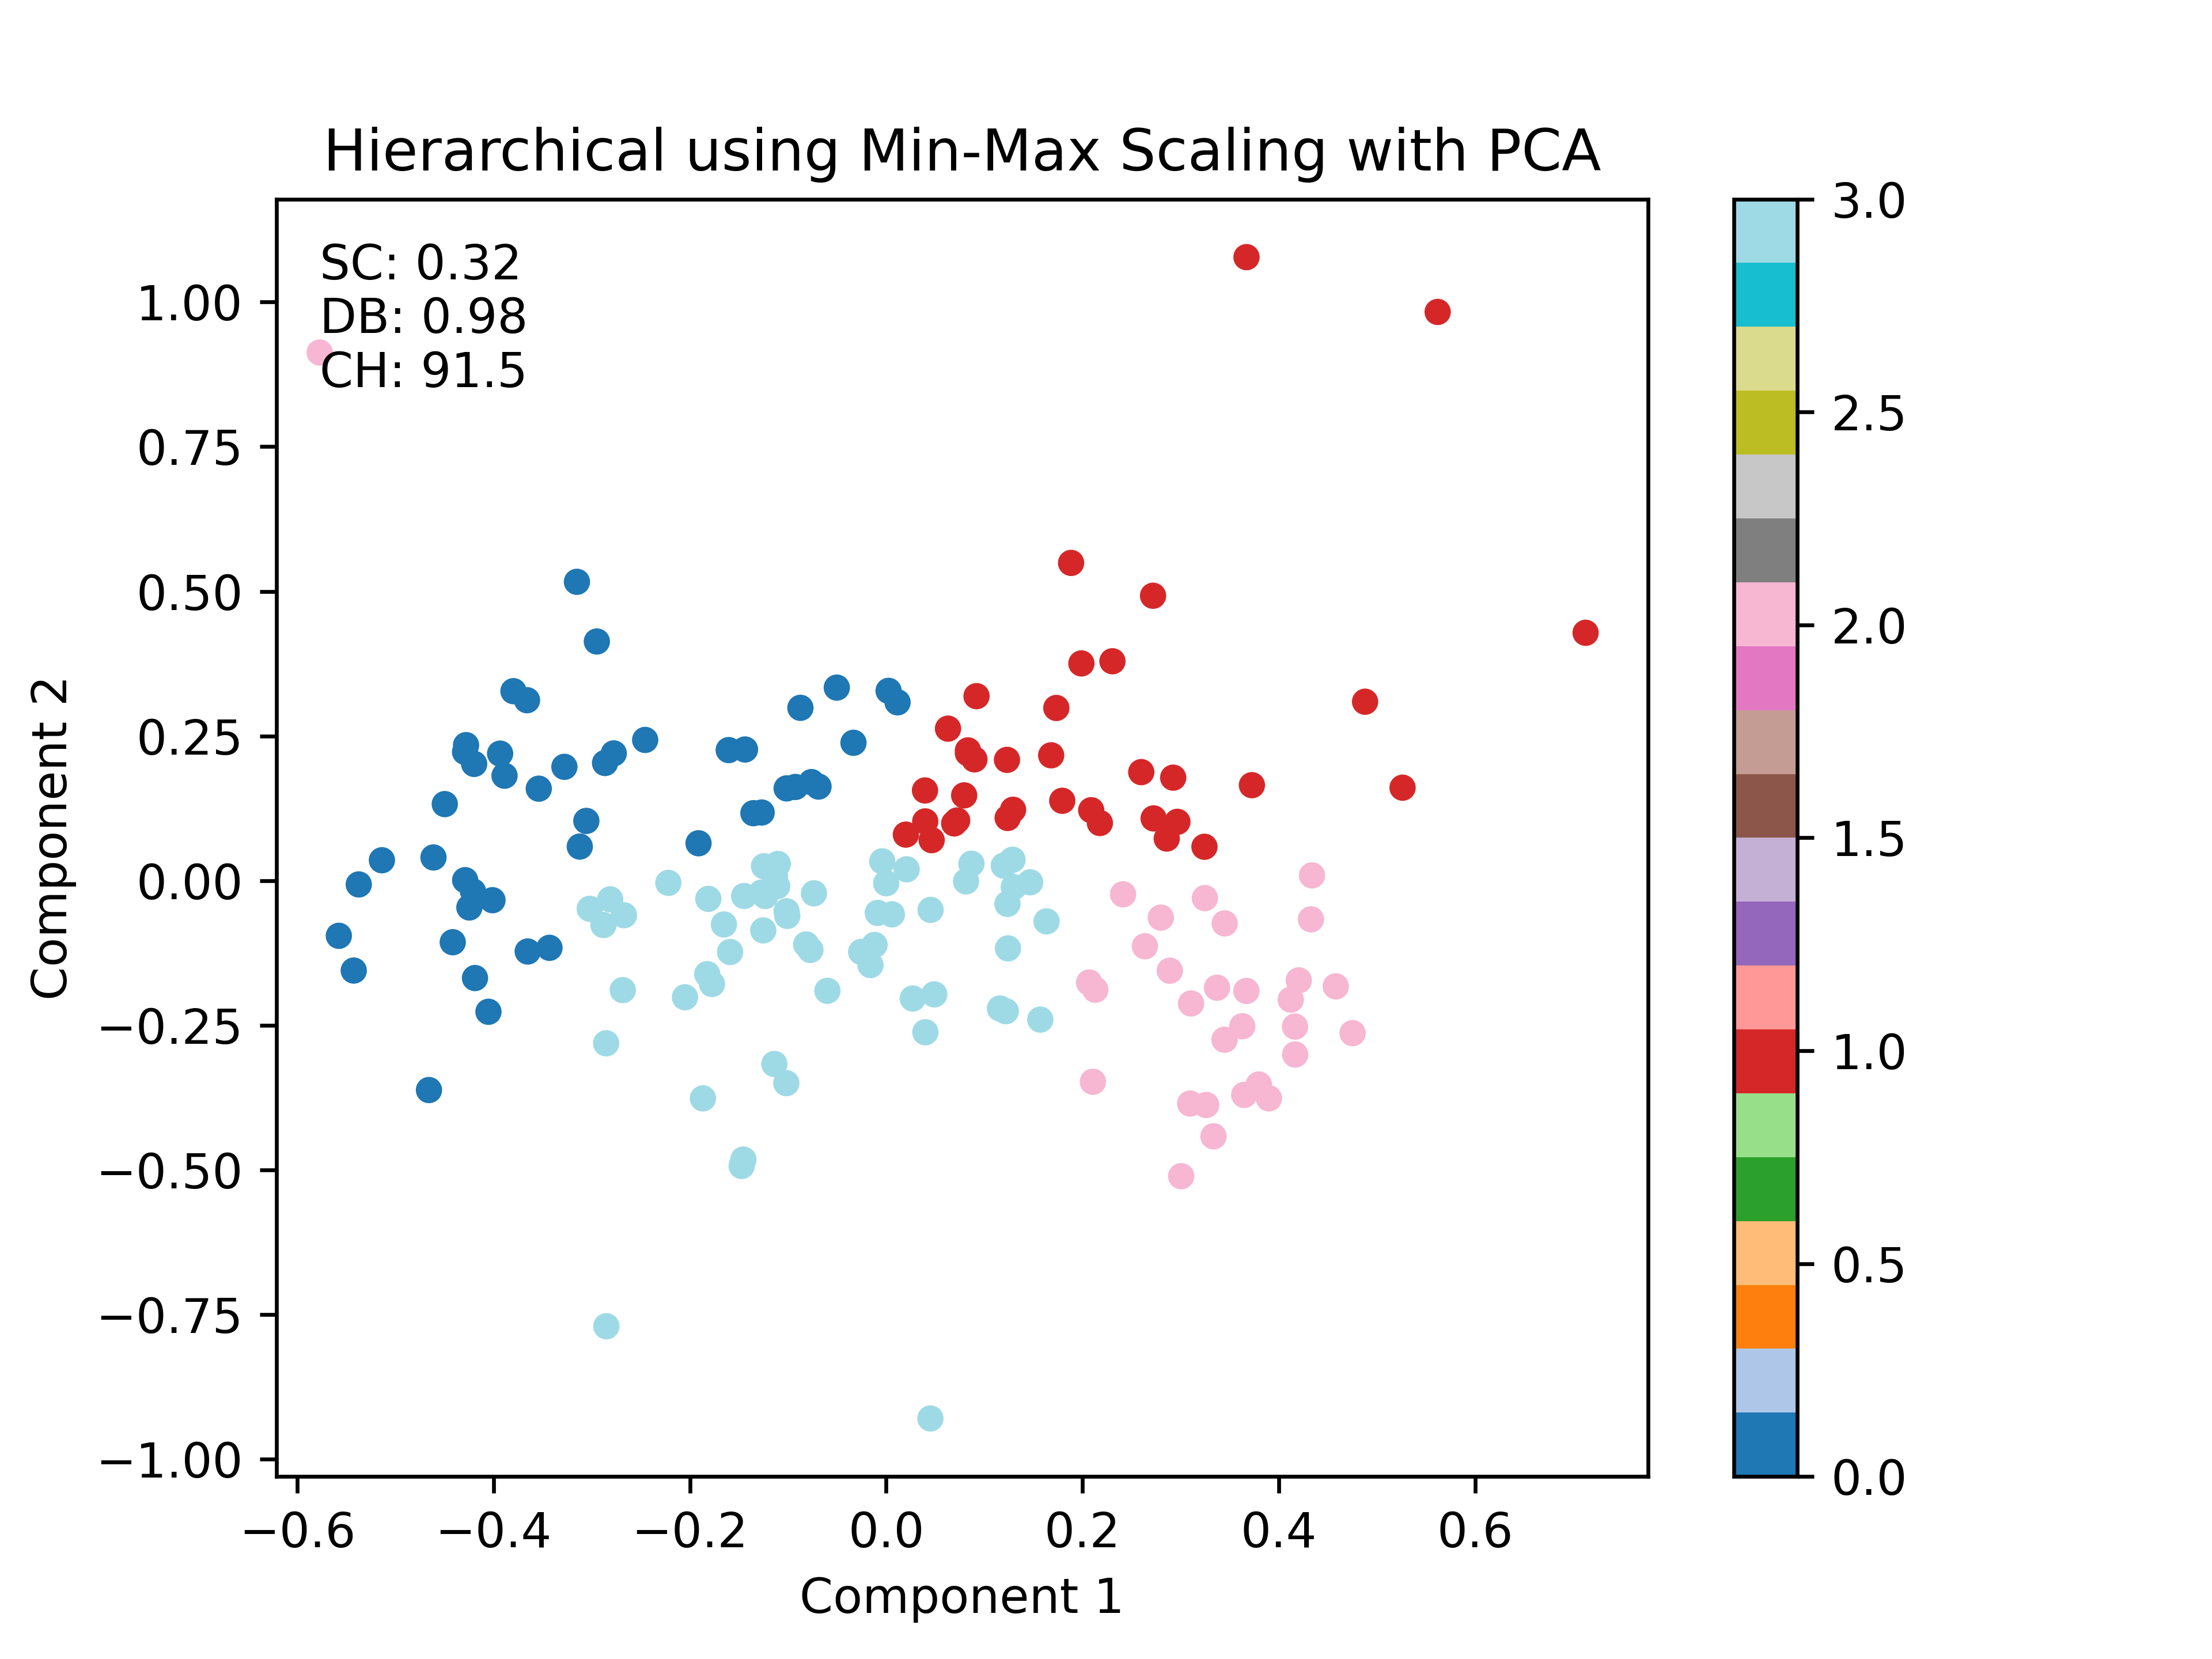 Hierarchical using Min-Max Scaling with PCA
SC: 0.32
DB: 0.98
CH: 91.5
1.00
0.75
0.50
0.25
0.00
−0.25
−0.50
−0.75
−1.00
Component 2
−0.6 −0.4 −0.2 0.0 0.2 0.4 0.6
Component 1
3.0
2.5
2.0
1.5
1.0
0.5
0.0